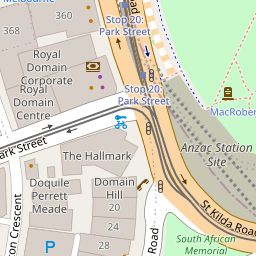 Melbourne
Road
Stop 20:
Park Street
368
360
Royal
Domain
Corporate
Royal
Domain
Centre
Stop 20:
Park Street
MacRober
Anzac Station
Site
Park Street
The Hallmark
Doquile
Perrett
Meade
Domain
Hill
20
24
28
St Kilda Road
on Crescent
P
Road
South African
Memorial